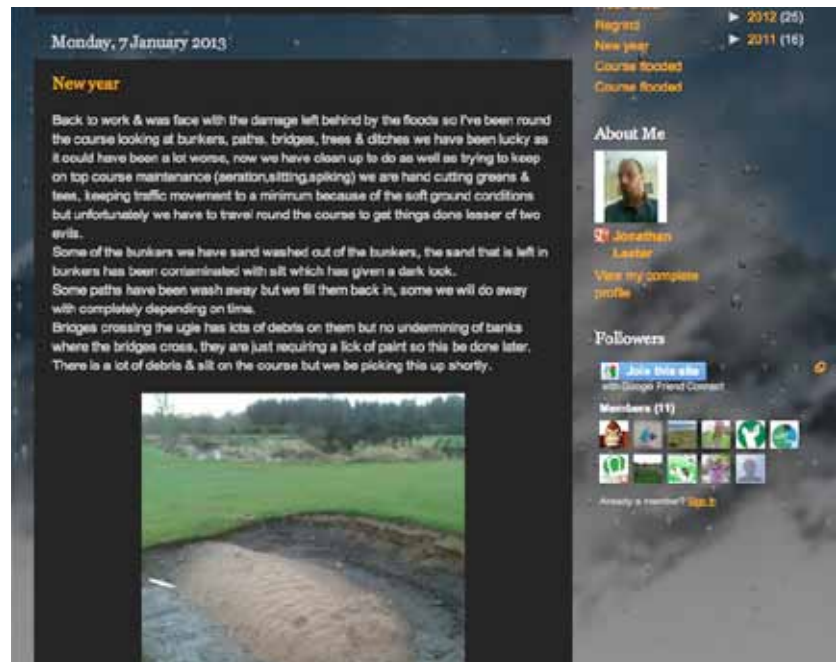 Monday, 7 January 2013
New year
Back to work & was face with the damage left behind by the floods so I've been round
the course looking at bunkers, paths, bridges, trees & ditches we have been lucky as
it could have been a lot worse, now we have clean up to do as well as trying to keep
on top course maintenance (aeration,slitting,spiking) we are hand cutting greens &
tees, keeping traffic movement to a minimum because of the soft ground conditions
but unfortunately we have to travel round the course to get things done lesser of two
evils.
Some of the bunkers we have sand washed out of the bunkers, the sand that is left in
bunkers has been contaminated with silt which has given a dark look.
Some paths have been wash away but we fill them back in, some we will do away
with completely depending on time.
Bridges crossing the ugie has lots of debris on them but no undermining of banks
where the bridges cross, they are just requiring a lick of paint so this be done later.
There is a lot of debris & silt on the course but we be picking this up shortly.
Regrind
New year
Course flooded
Course flooded
► 2012 (25)
► 2011 (16)
About Me
Jonathan
View my complete
profile
Followers
Join this site
with Google Friend Connect
Members (11)
Already a member? Sign in